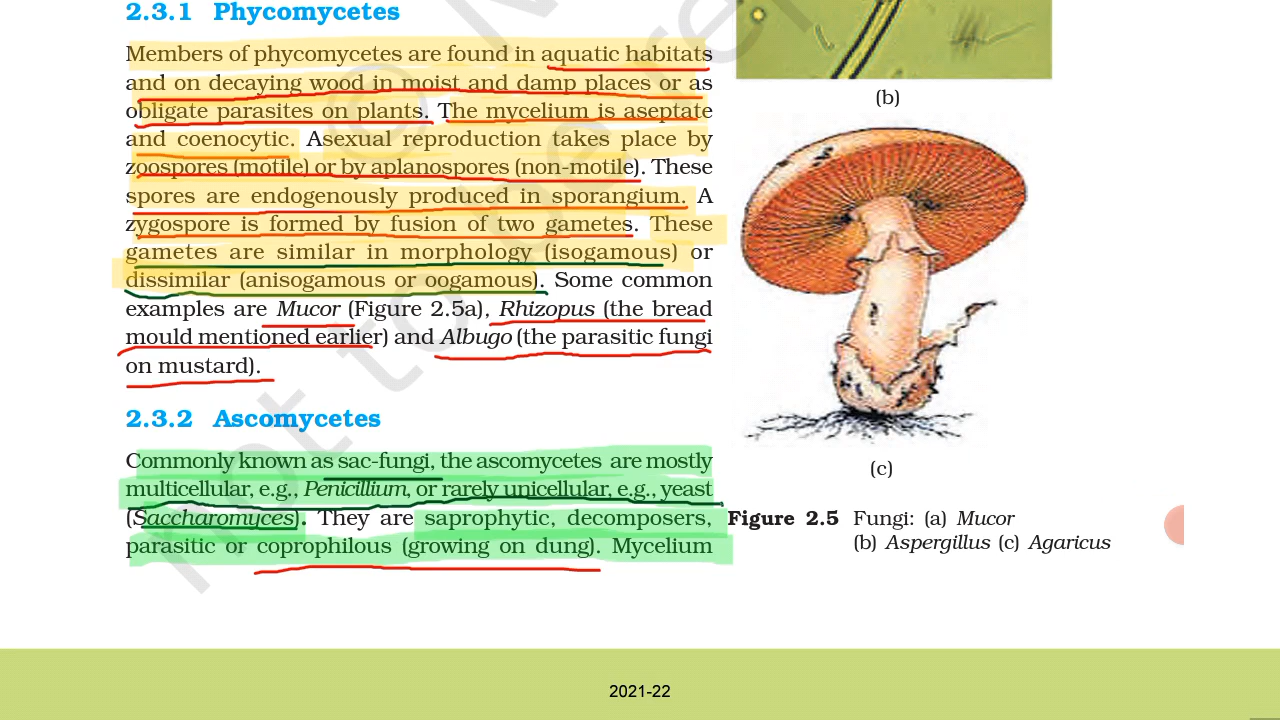 2.3.1 Phycomycetes
Members of phycomycetes are found in aquatic habitats
and on decaying wood in moist and damp places or as
obligate parasites on plants. The mycelium is aseptate
and coenocytic. Asexual reproduction takes place by
zoospores (motile) or by aplanospores (non-motile). These
spores are endogenously produced in sporangium. A
zygospore is formed by fusion of two gametes. These
gametes are similar in morphology (isogamous) or
dissimilar (anisogamous or oogamous). Some common
examples are Mucor (Figure 2.5a), Rhizopus (the bread
mould mentioned earlier) and Albugo (the parasitic fungi
on mustard).
2.3.2 Ascomycetes
Commonly known as sac-fungi, the ascomycetes are mostly
multicellular, e.g., Penicillium, or rarely unicellular, e.g., yeast
(Saccharomyces). They are saprophytic, decomposers,
parasitic or coprophilous (growing on dung). Mycelium
(b)
(c)
Figure 2.5 Fungi: (a) Mucor
(b) Aspergillus (c) Agaricus
not to be re
© N
2021-22